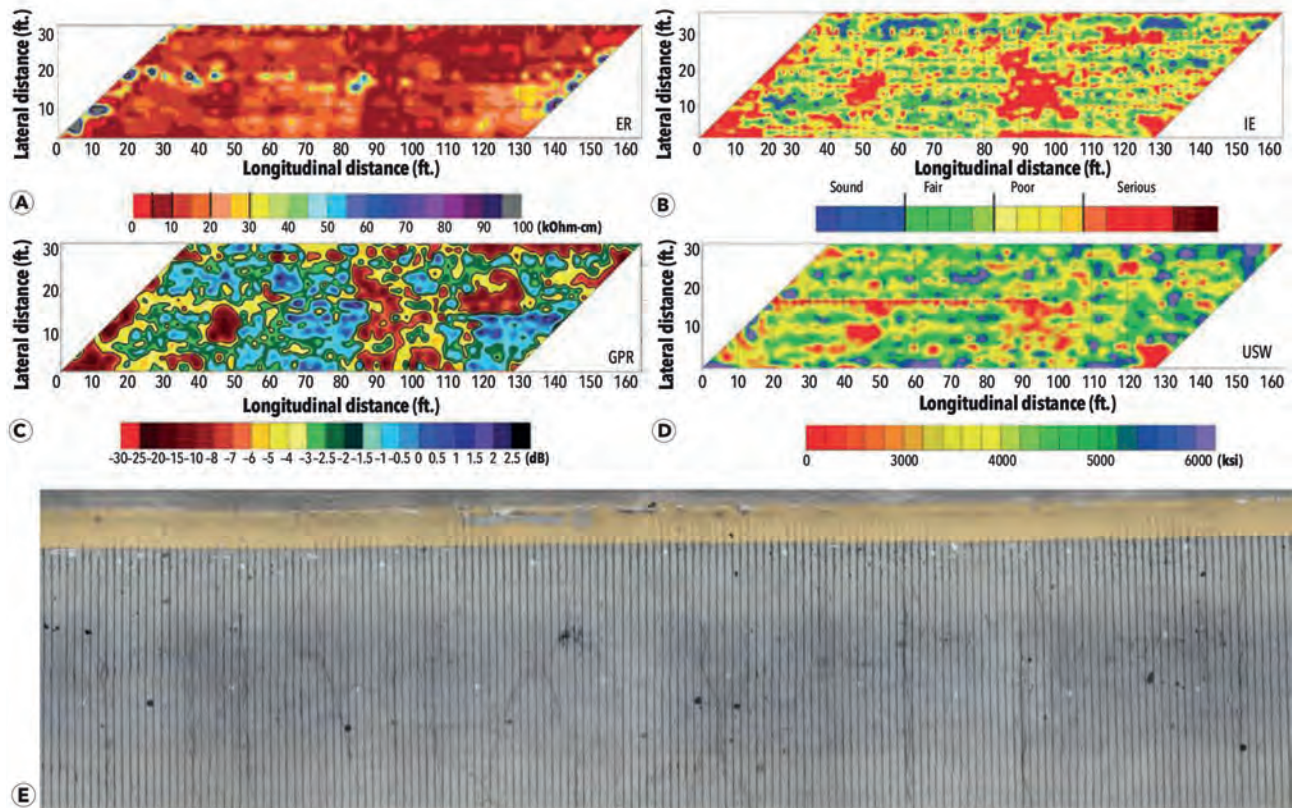 Lateral distance (ft.)
30
20
10
ER
0 10 20 30 40 50 60 70 80 90 100 110 120 130 140 150 160
Longitudinal distance (ft.)
A
0 10 20 30 40 50 60 70 80 90 100 (kOhm-cm)
Lateral distance (ft.)
30
20
10
IE
0 10 20 30 40 50 60 70 80 90 100 110 120 130 140 150 160
Longitudinal distance (ft.)
B
Sound Fair Poor Serious
Lateral distance (ft.)
30
20
10
GPR
0 10 20 30 40 50 60 70 80 90 100 110 120 130 140 150 160
Longitudinal distance (ft.)
C
-30 -25 -20 -15 -10 -8 -7 -6 -5 -4 -3 -2.5 -2 -1.5 -1 -0.5 0 0.5 1 1.5 2 2.5 (dB)
Lateral distance (ft.)
30
20
10
USW
0 10 20 30 40 50 60 70 80 90 100 110 120 130 140 150 160
Longitudinal distance (ft.)
D
0 3000 4000 5000 6000 (ksi)
E